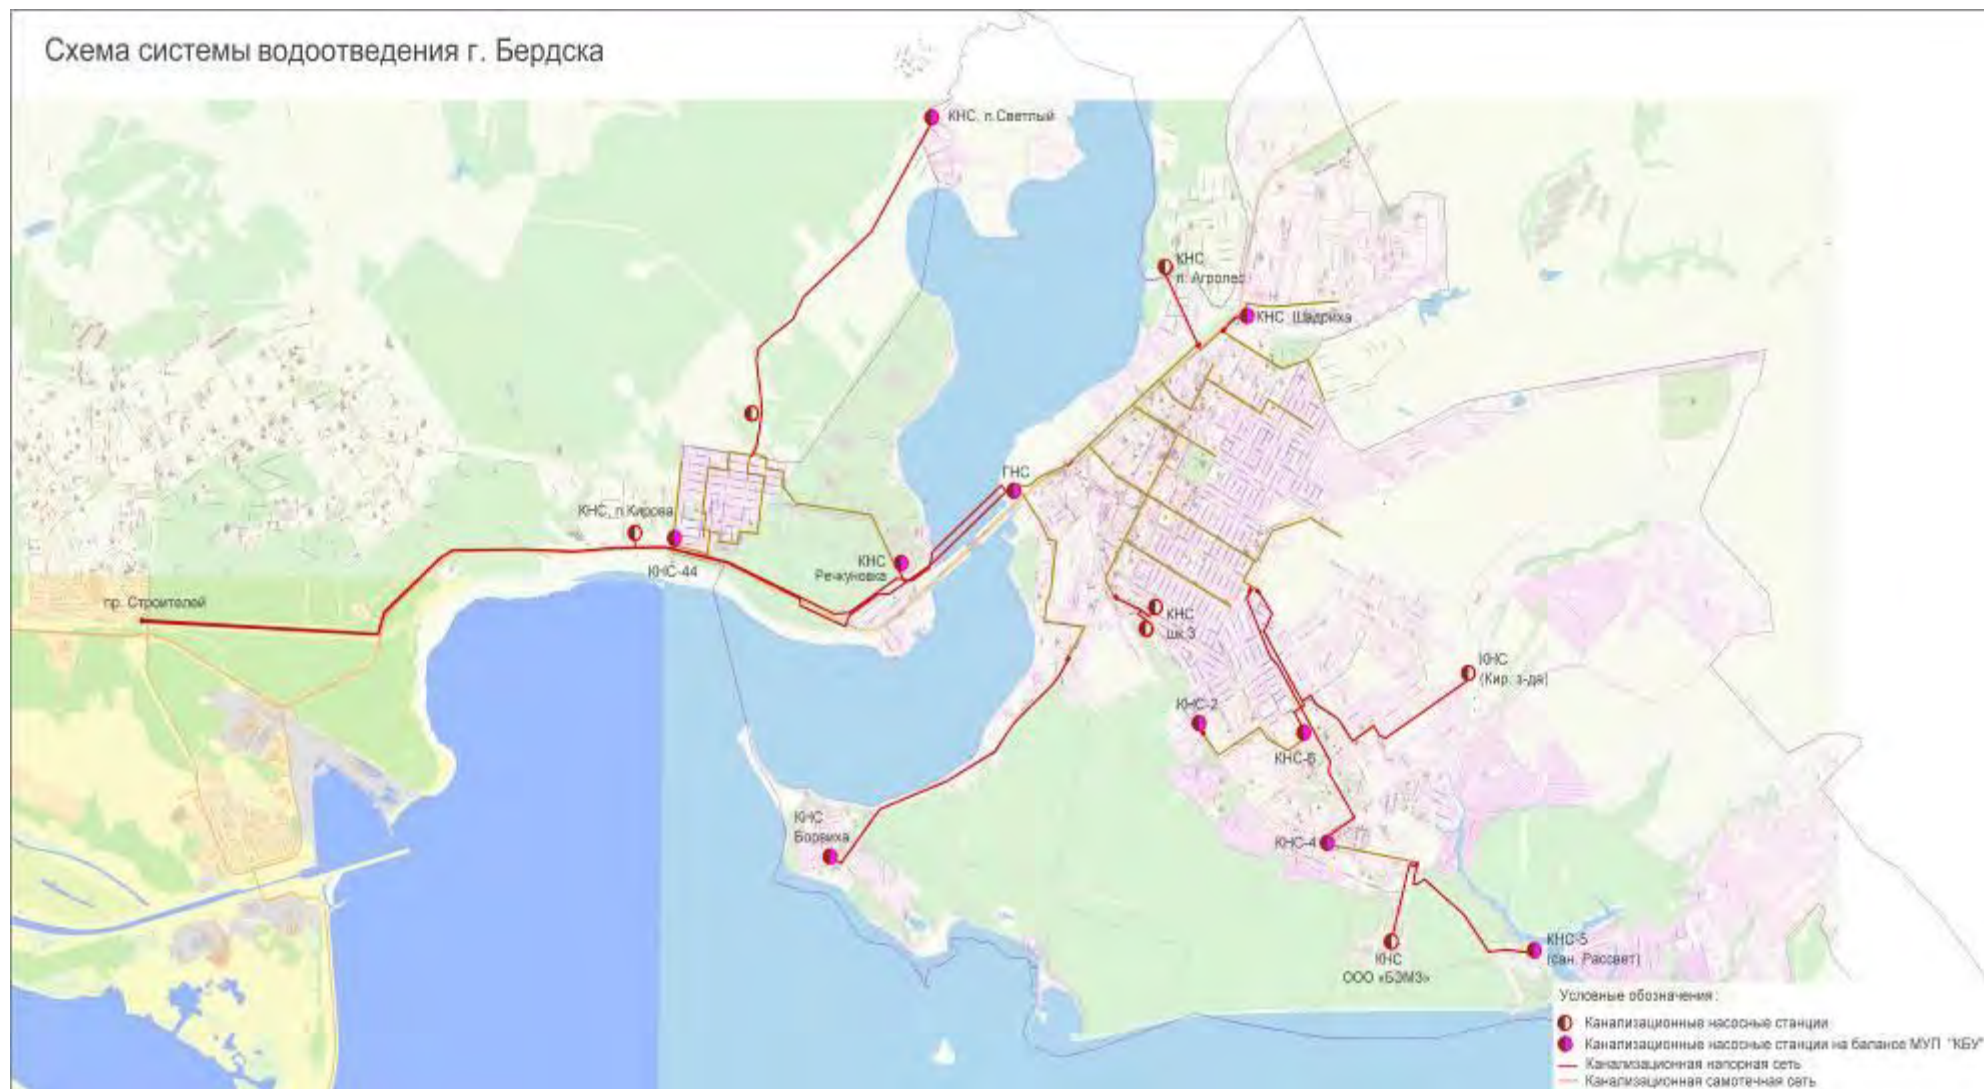 Схема системы водоотведения г. Бердска
КНС. п.Светлый
КНС
п. Агролес
КНС Шадриха
ГНС
КНС. п.Кирова
КНС-44
КНС
Речкуновка
пр. Строителей
КНС
шк.3
КНС
(Кир. з-да)
КНС-2
КНС-6
КНС
Борвиха
КНС-4
КНС
ООО «БЭМЗ»
КНС-5
(сан. Рассвет)
Условные обозначения:
Канализационные насосные станции
Канализационные насосные станции на балансе МУП "КБУ"
Канализационная напорная сеть
Канализационная самотечная сеть